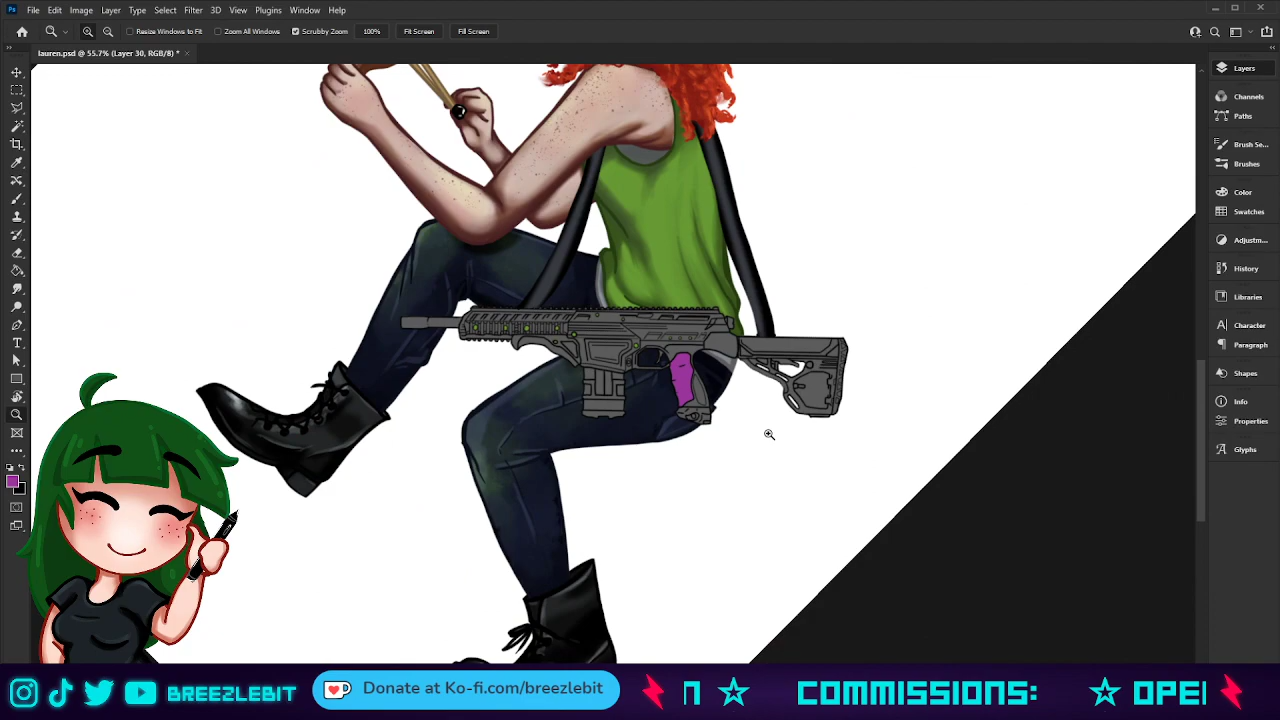 Ps File Edit Image Layer Type Select Filter 3D View Plugins Window Help
Resize Windows to Fit Zoom All Windows Scrubby Zoom 100% Fit Screen Fill Screen
lauren.psd @ 55.7% (Layer 30, RGB/8) * ×
Layers
Channels
Paths
Brush Se...
Brushes
Color
Swatches
Adjustm...
History
Libraries
Character
Paragraph
Shapes
Info
Properties
Glyphs
BREEZLEBIT Donate at Ko-fi.com/breezlebit N COMMISSIONS: OPE